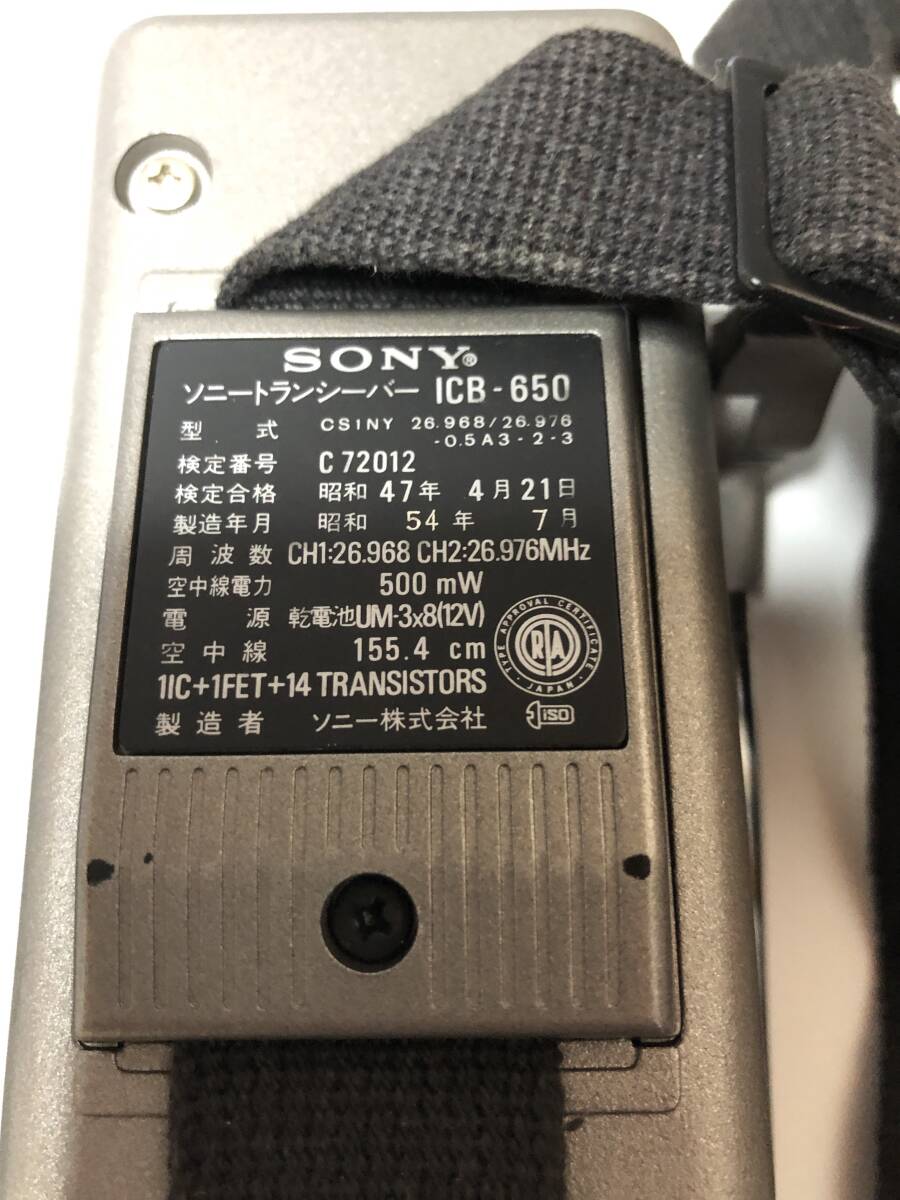 SONY®
ソニートランシーバー ICB-650
型式 CS1NY 26.968/26.976
-0.5A3-2-3
検定番号 C 72012
検定合格 昭和 47年 4月 21日
製造年月 昭和 54年 7月
周波数 CH1:26.968 CH2:26.976MHz
空中線電力 500 mW
電源 乾電池UM-3x8(12V)
空中線 155.4 cm
1IC+1FET+14 TRANSISTORS
製造者 ソニー株式会社
TYPE APPROVAL CERTIFICATE
RTA
JAPAN
ISO